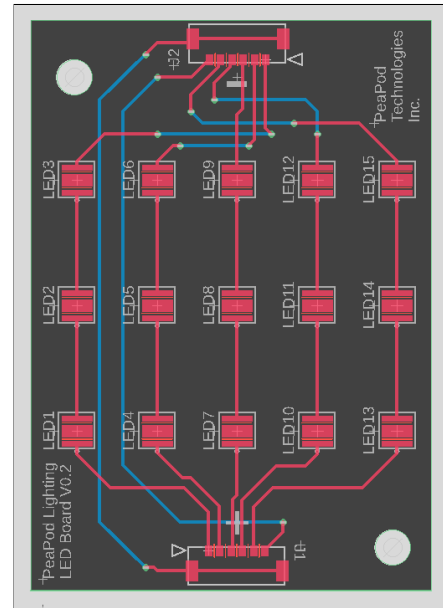 J2
PeaPod
Technologies
Inc.
LED3
LED6
LED9
LED12
LED15
LED2
LED5
LED8
LED11
LED14
LED1
LED4
LED7
LED10
LED13
PeaPod Lighting
LED Board V0.2
J1